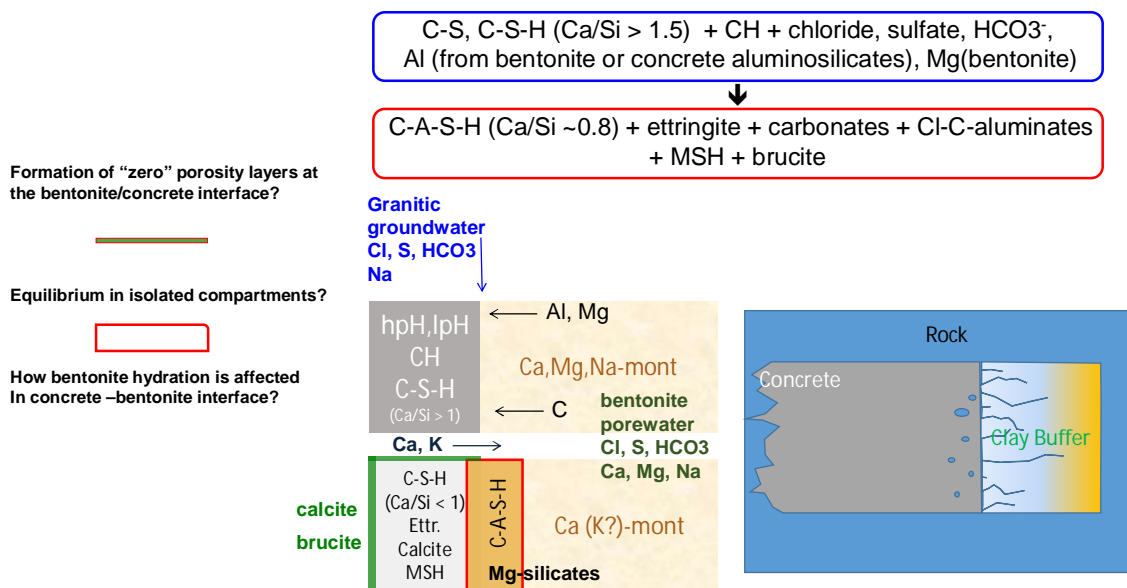 C-S, C-S-H (Ca/Si > 1.5) + CH + chloride, sulfate, HCO3-,
Al (from bentonite or concrete aluminosilicates), Mg(bentonite)
C-A-S-H (Ca/Si ~0.8) + ettringite + carbonates + Cl-C-aluminates
+ MSH + brucite
Formation of “zero” porosity layers at
the bentonite/concrete interface?
Equilibrium in isolated compartments?
How bentonite hydration is affected
In concrete –bentonite interface?
Granitic
groundwater
Cl, S, HCO3
Na
hpH,lpH
CH
C-S-H
(Ca/Si > 1)
Al, Mg
Ca,Mg,Na-mont
C
bentonite
porewater
Cl, S, HCO3
Ca, Mg, Na
Ca, K
calcite
brucite
C-S-H
(Ca/Si < 1)
Ettr.
Calcite
MSH
C-A-S-H
Ca (K?)-mont
Mg-silicates
Rock
Concrete
Clay Buffer